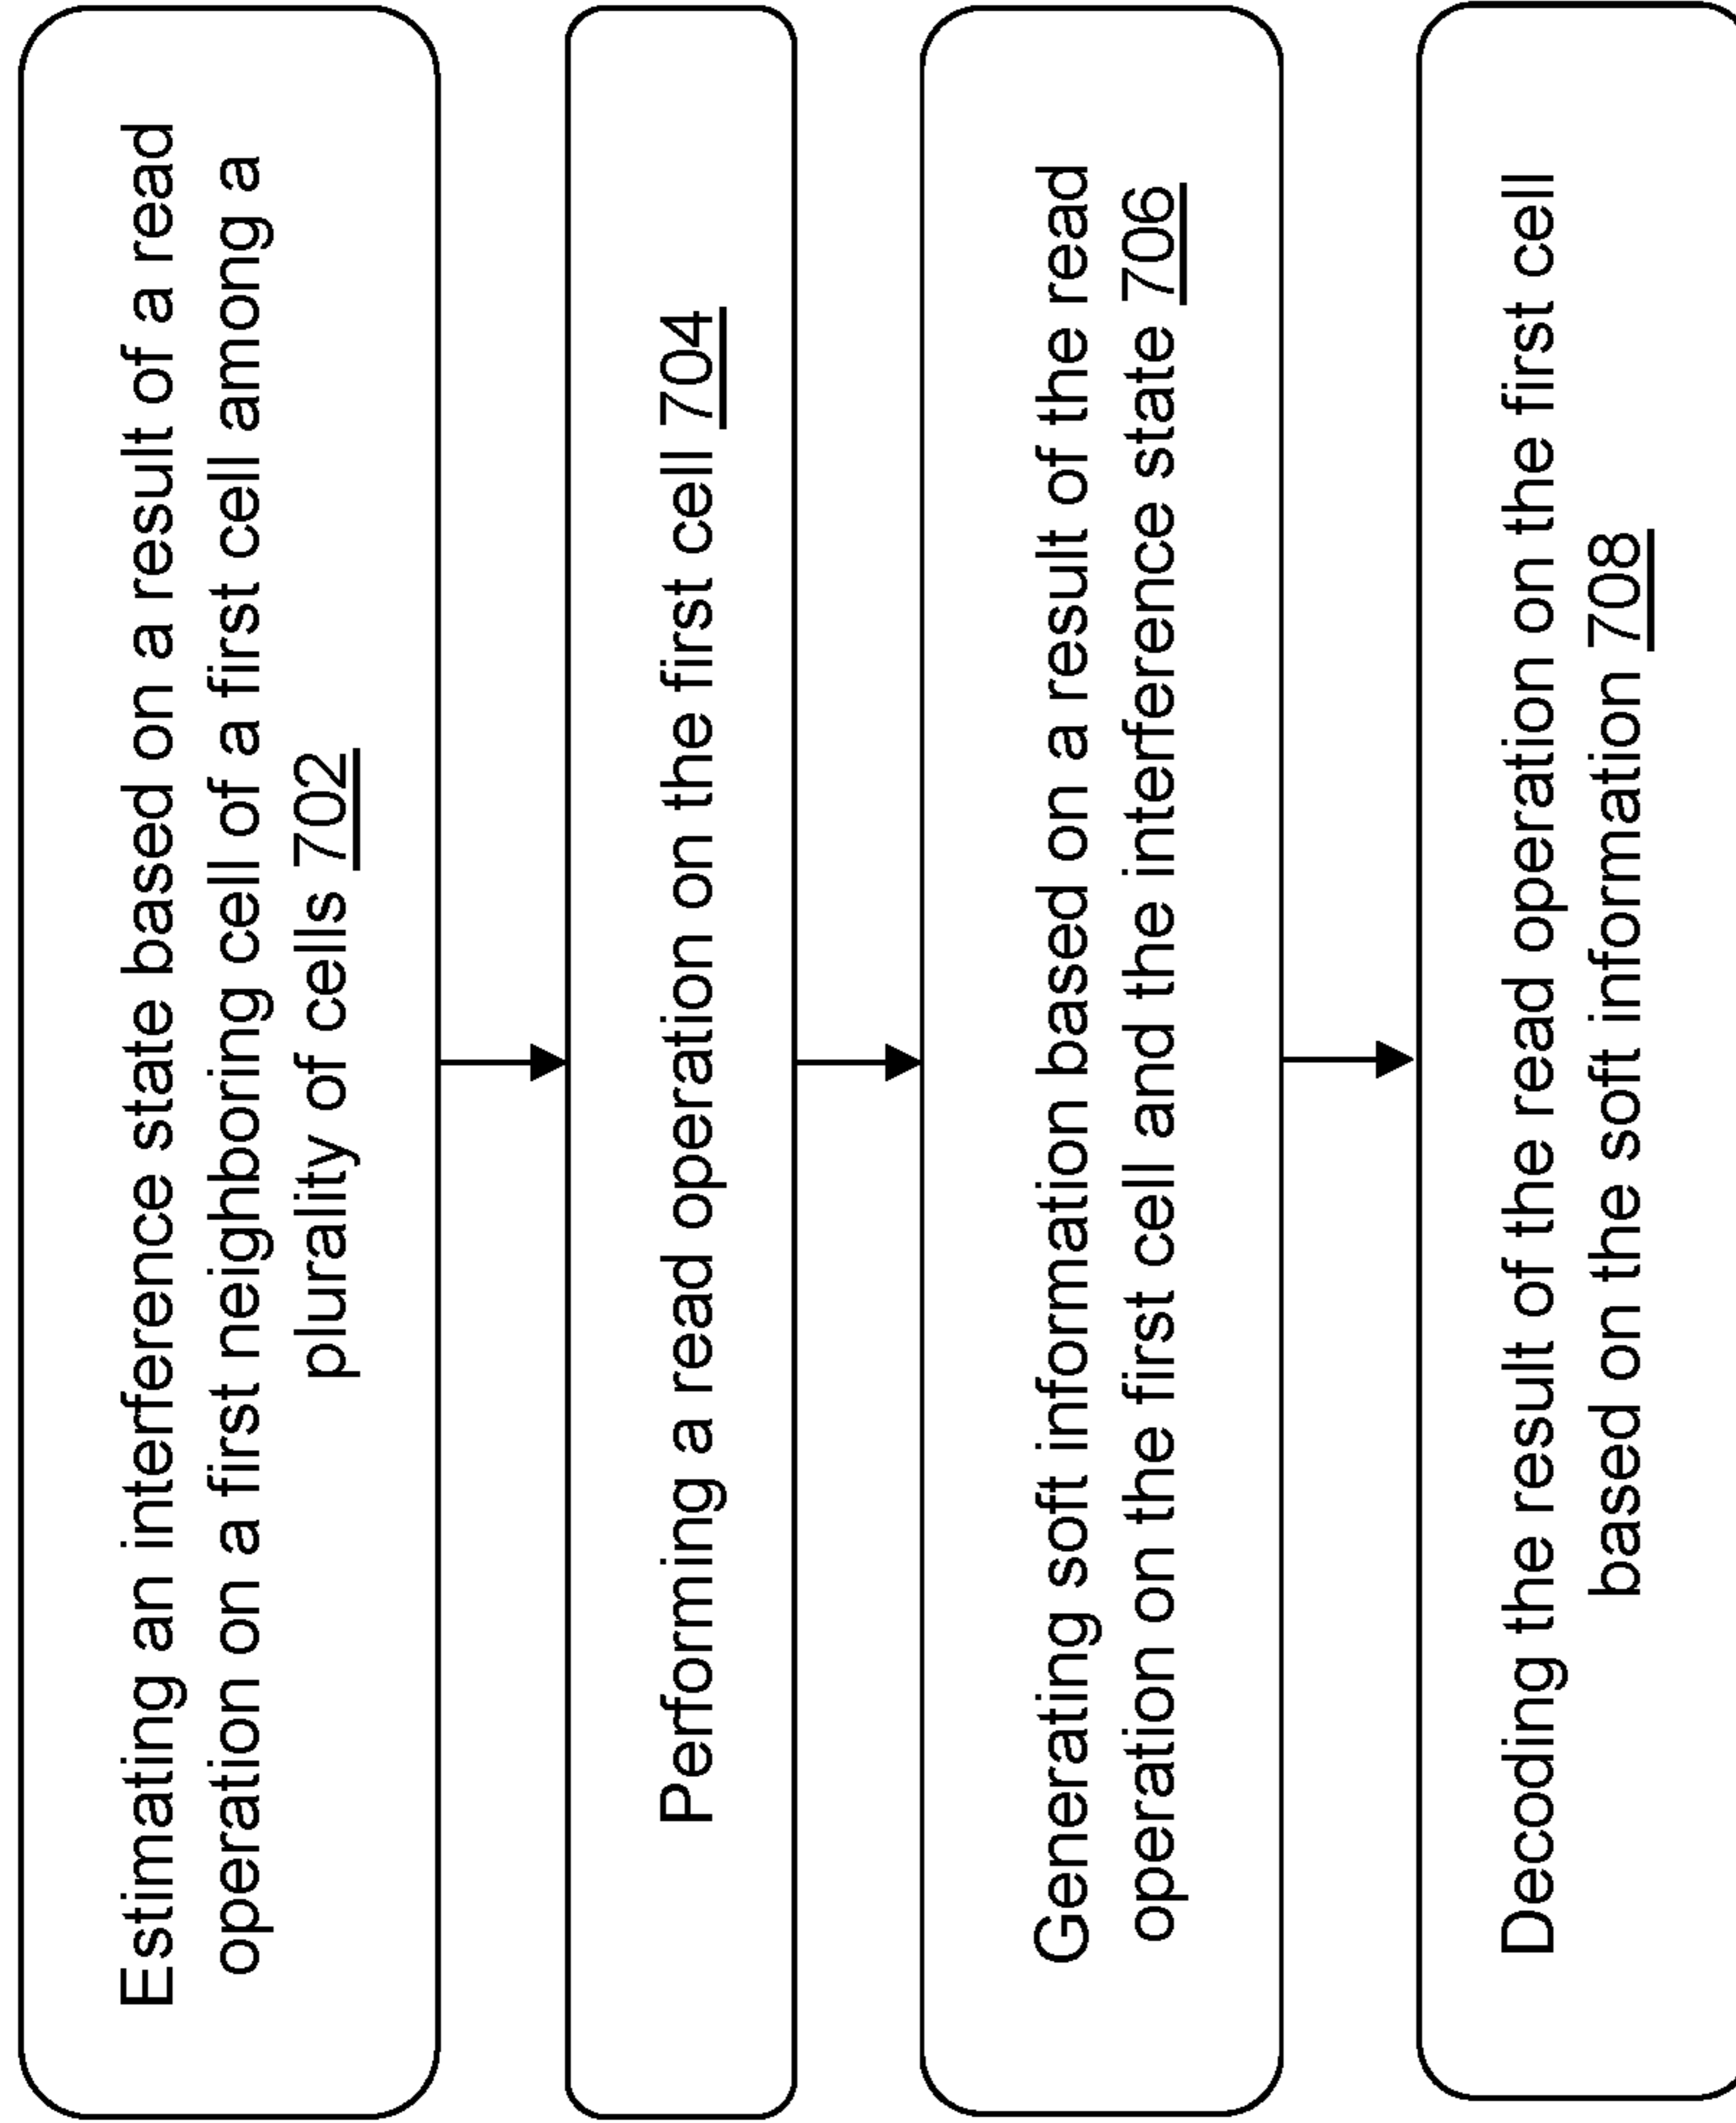 Estimating an interference state based on a result of a read
operation on a first neighboring cell of a first cell among a
plurality of cells 702
Performing a read operation on the first cell 704
Generating soft information based on a result of the read
operation on the first cell and the interference state 706
Decoding the result of the read operation on the first cell
based on the soft information 708